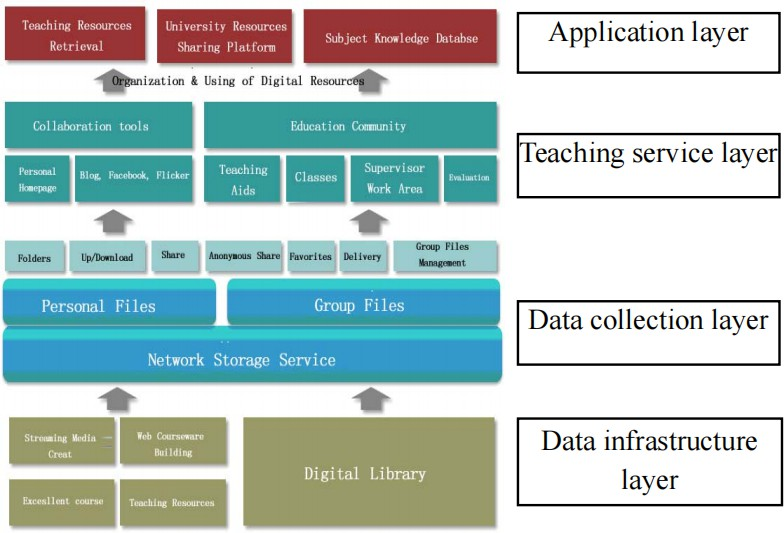 Teaching Resources
Retrieval
University Resources
Sharing Platform
Subject Knowledge Databse
Application layer
Organization & Using of Digital Resources
Collaboration tools
Education Community
Teaching service layer
Personal
Homepage
Blog, Facebook, Flicker
Teaching
Aids
Classes
Supervisor
Work Area
Evaluation
Folders
Up/Download
Share
Anonymous Share
Favorites
Delivery
Group Files
Management
Personal Files
Group Files
Data collection layer
Network Storage Service
Streaming Media
Creat
Web Courseware
Building
Digital Library
Data infrastructure
layer
Excesllent course
Teaching Resources